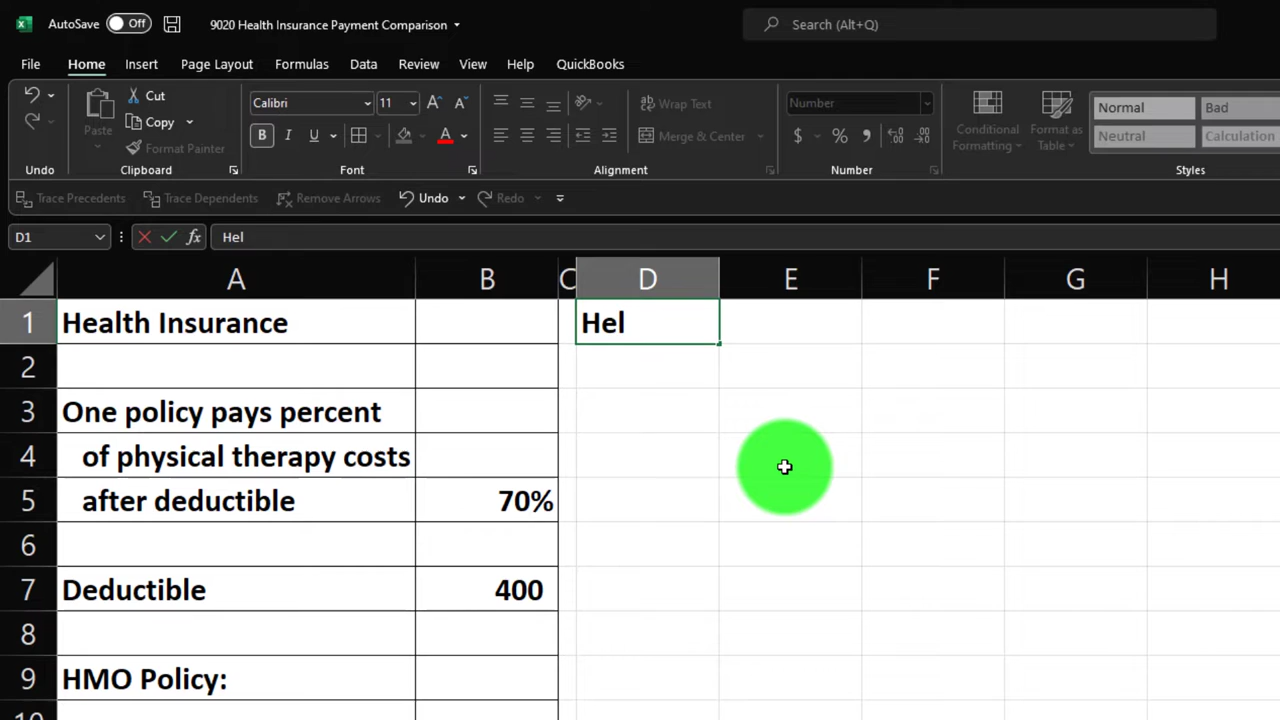 AutoSave Off 9020 Health Insurance Payment Comparison Search (Alt+Q)
File Home Insert Page Layout Formulas Data Review View Help QuickBooks
Paste Cut Copy Format Painter
Calibri 11
B I U A
Wrap Text
Merge & Center
Number
$ % ,
Conditional Formatting
Format as Table
Normal Bad
Neutral Calculation
Undo Clipboard Font Alignment Number Styles
Trace Precedents Trace Dependents Remove Arrows Undo Redo
D1 fx Hel
A B C D E F G H
1 Health Insurance Hel
2
3 One policy pays percent
4 of physical therapy costs
5 after deductible 70%
6
7 Deductible 400
8
9 HMO Policy:
10